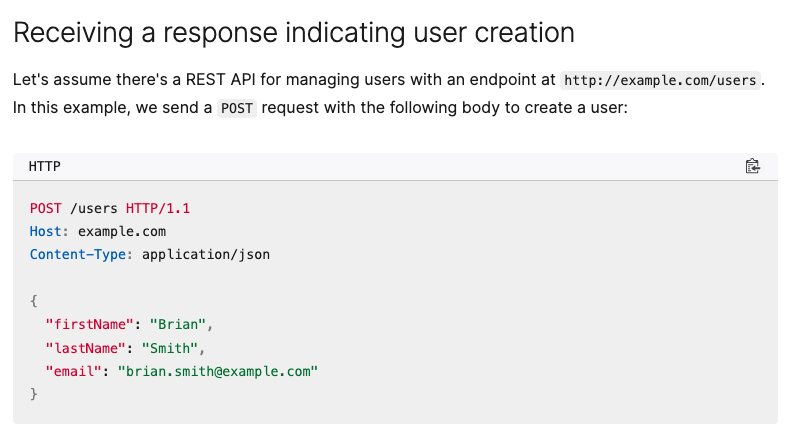 Receiving a response indicating user creation
Let's assume there's a REST API for managing users with an endpoint at http://example.com/users.
In this example, we send a POST request with the following body to create a user:
HTTP
POST /users HTTP/1.1
Host: example.com
Content-Type: application/json
{
  "firstName": "Brian",
  "lastName": "Smith",
  "email": "brian.smith@example.com"
}